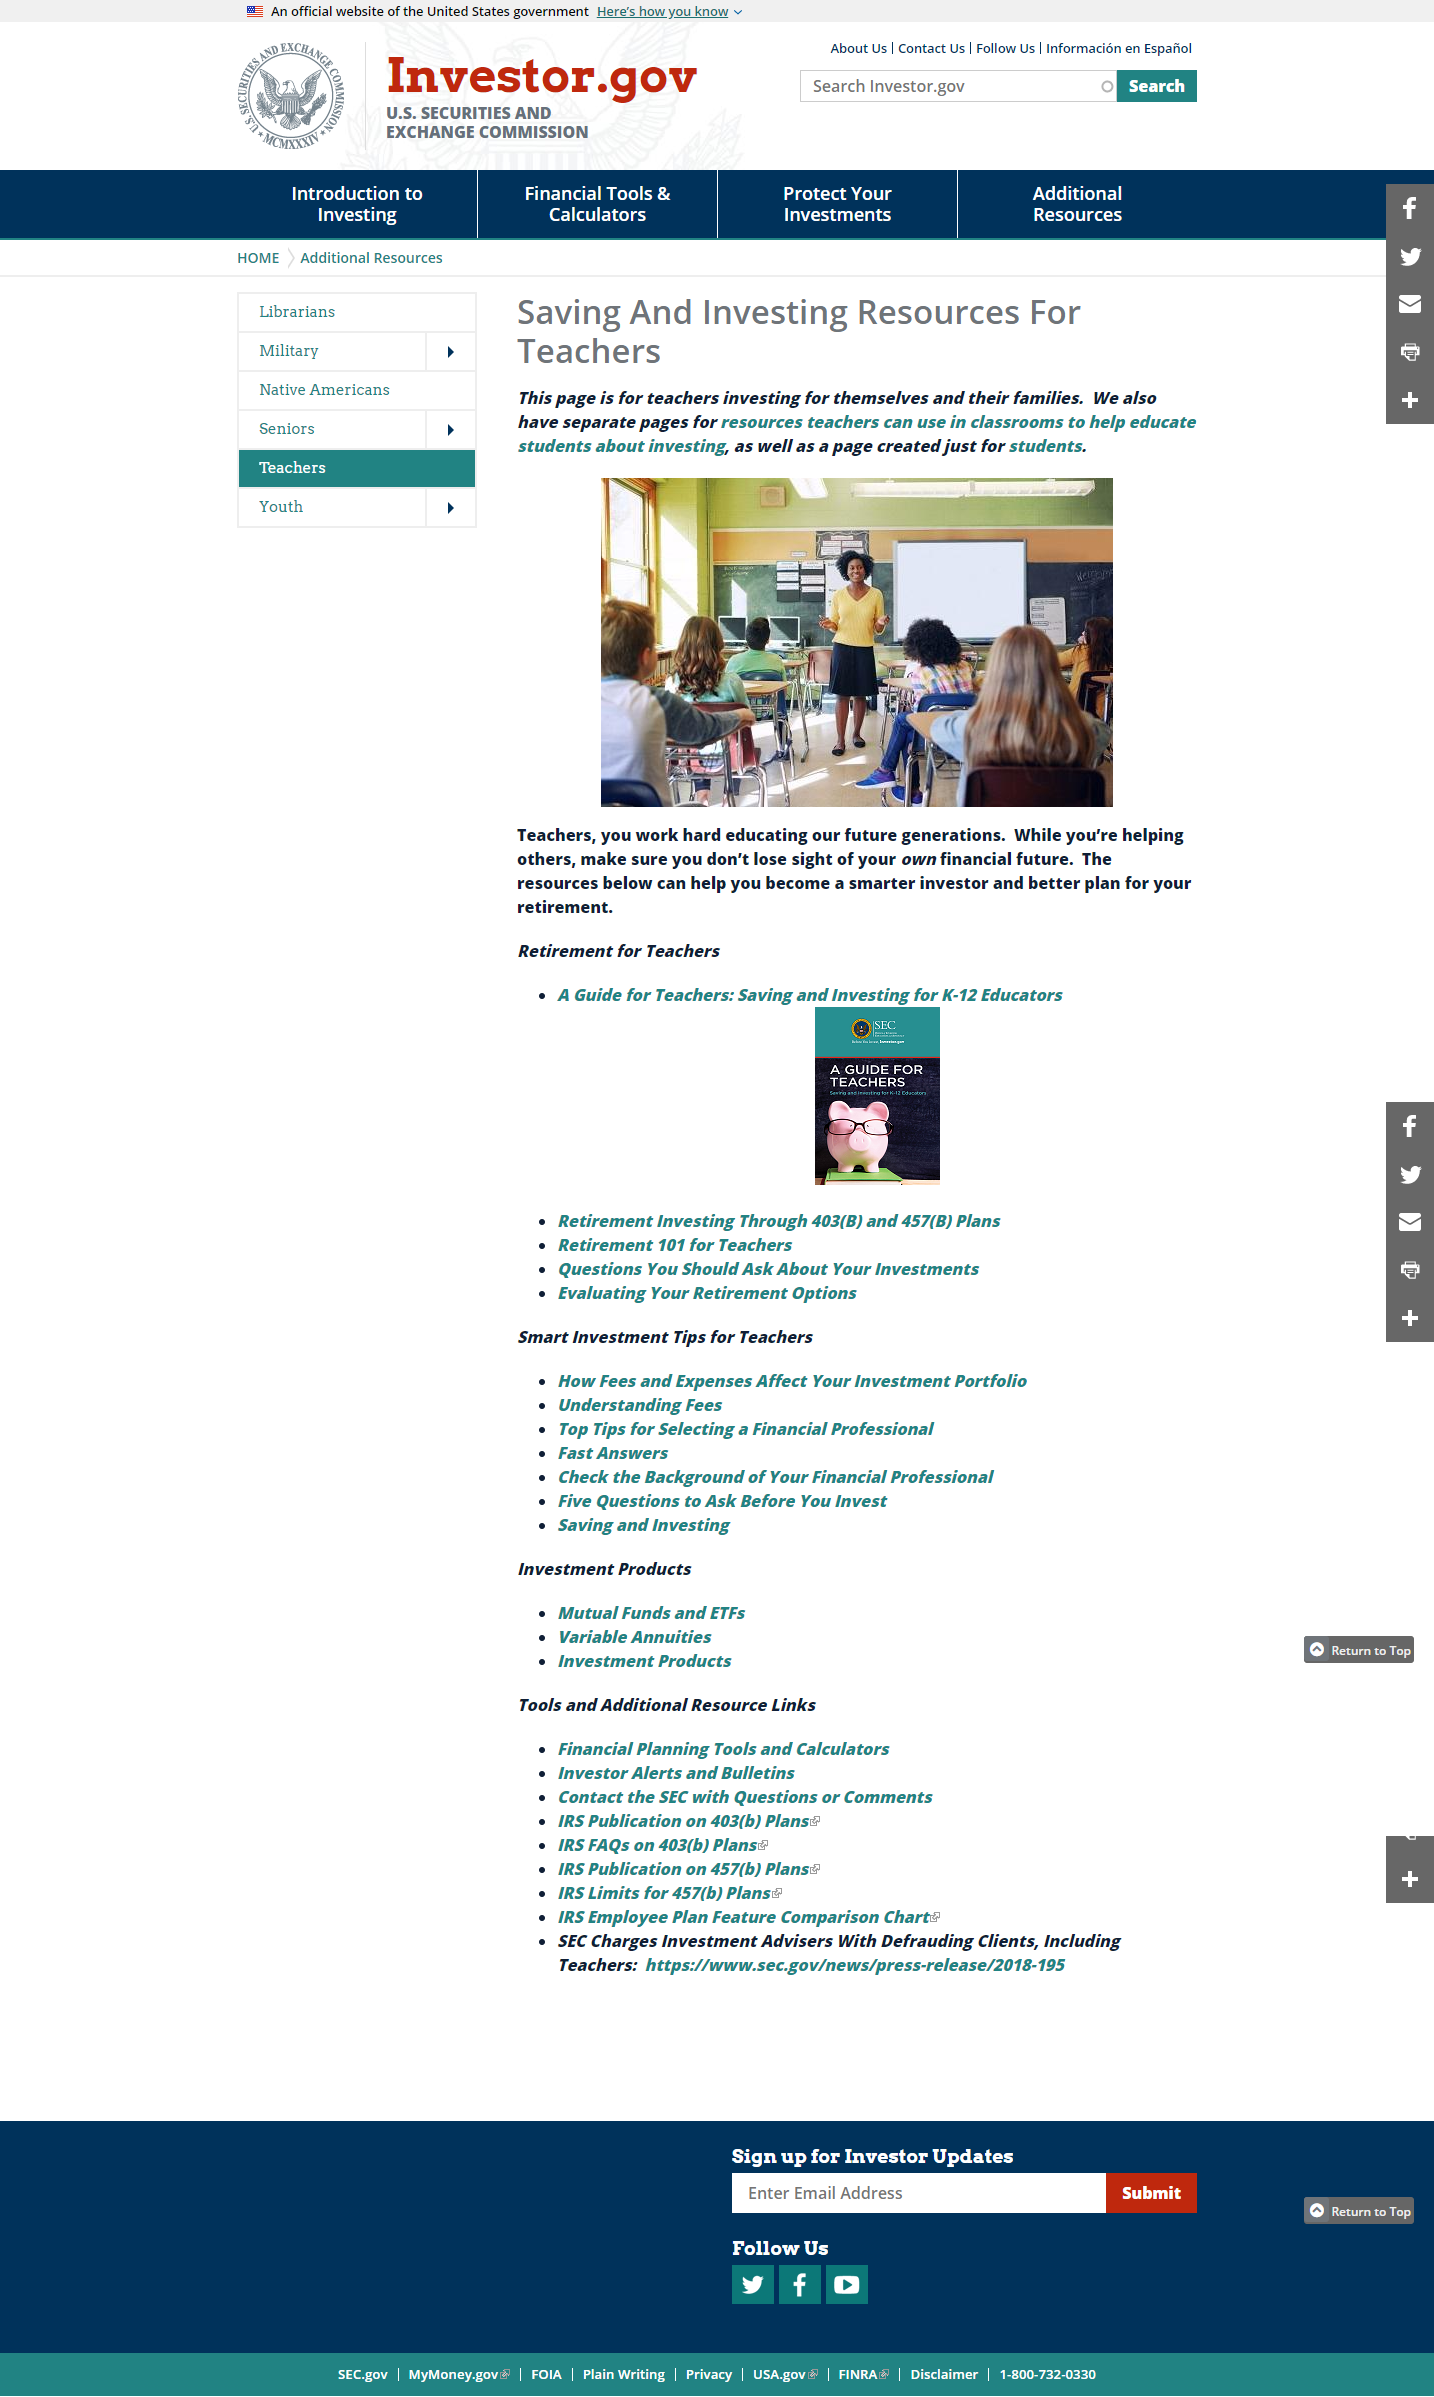 An official website of the United States government Here's how you know
About Us | Contact Us | Follow Us | Información en Español
U.S. SECURITIES AND EXCHANGE COMMISSION MCMXXXIV
Investor.gov
U.S. SECURITIES AND
EXCHANGE COMMISSION
Search Investor.gov
Search
Introduction to
Investing
Financial Tools &
Calculators
Protect Your
Investments
Additional
Resources
HOME Additional Resources
Librarians
Military
Native Americans
Seniors
Teachers
Youth
Saving And Investing Resources For
Teachers
This page is for teachers investing for themselves and their families. We also
have separate pages for resources teachers can use in classrooms to help educate
students about investing, as well as a page created just for students.
Welcome
Teachers, you work hard educating our future generations. While you're helping
others, make sure you don't lose sight of your own financial future. The
resources below can help you become a smarter investor and better plan for your
retirement.
Retirement for Teachers
• A Guide for Teachers: Saving and Investing for K-12 Educators
SEC
A GUIDE FOR
TEACHERS
Saving and Investing for K-12 Educators
• Retirement Investing Through 403(B) and 457(B) Plans
• Retirement 101 for Teachers
• Questions You Should Ask About Your Investments
• Evaluating Your Retirement Options
Smart Investment Tips for Teachers
• How Fees and Expenses Affect Your Investment Portfolio
• Understanding Fees
• Top Tips for Selecting a Financial Professional
• Fast Answers
• Check the Background of Your Financial Professional
• Five Questions to Ask Before You Invest
• Saving and Investing
Investment Products
• Mutual Funds and ETFs
• Variable Annuities
• Investment Products
Return to Top
Tools and Additional Resource Links
• Financial Planning Tools and Calculators
• Investor Alerts and Bulletins
• Contact the SEC with Questions or Comments
• IRS Publication on 403(b) Plans
• IRS FAQs on 403(b) Plans
• IRS Publication on 457(b) Plans
• IRS Limits for 457(b) Plans
• IRS Employee Plan Feature Comparison Chart
• SEC Charges Investment Advisers With Defrauding Clients, Including
Teachers: https://www.sec.gov/news/press-release/2018-195
Sign up for Investor Updates
Enter Email Address
Submit
Return to Top
Follow Us
SEC.gov | MyMoney.gov | FOIA | Plain Writing | Privacy | USA.gov | FINRA | Disclaimer | 1-800-732-0330